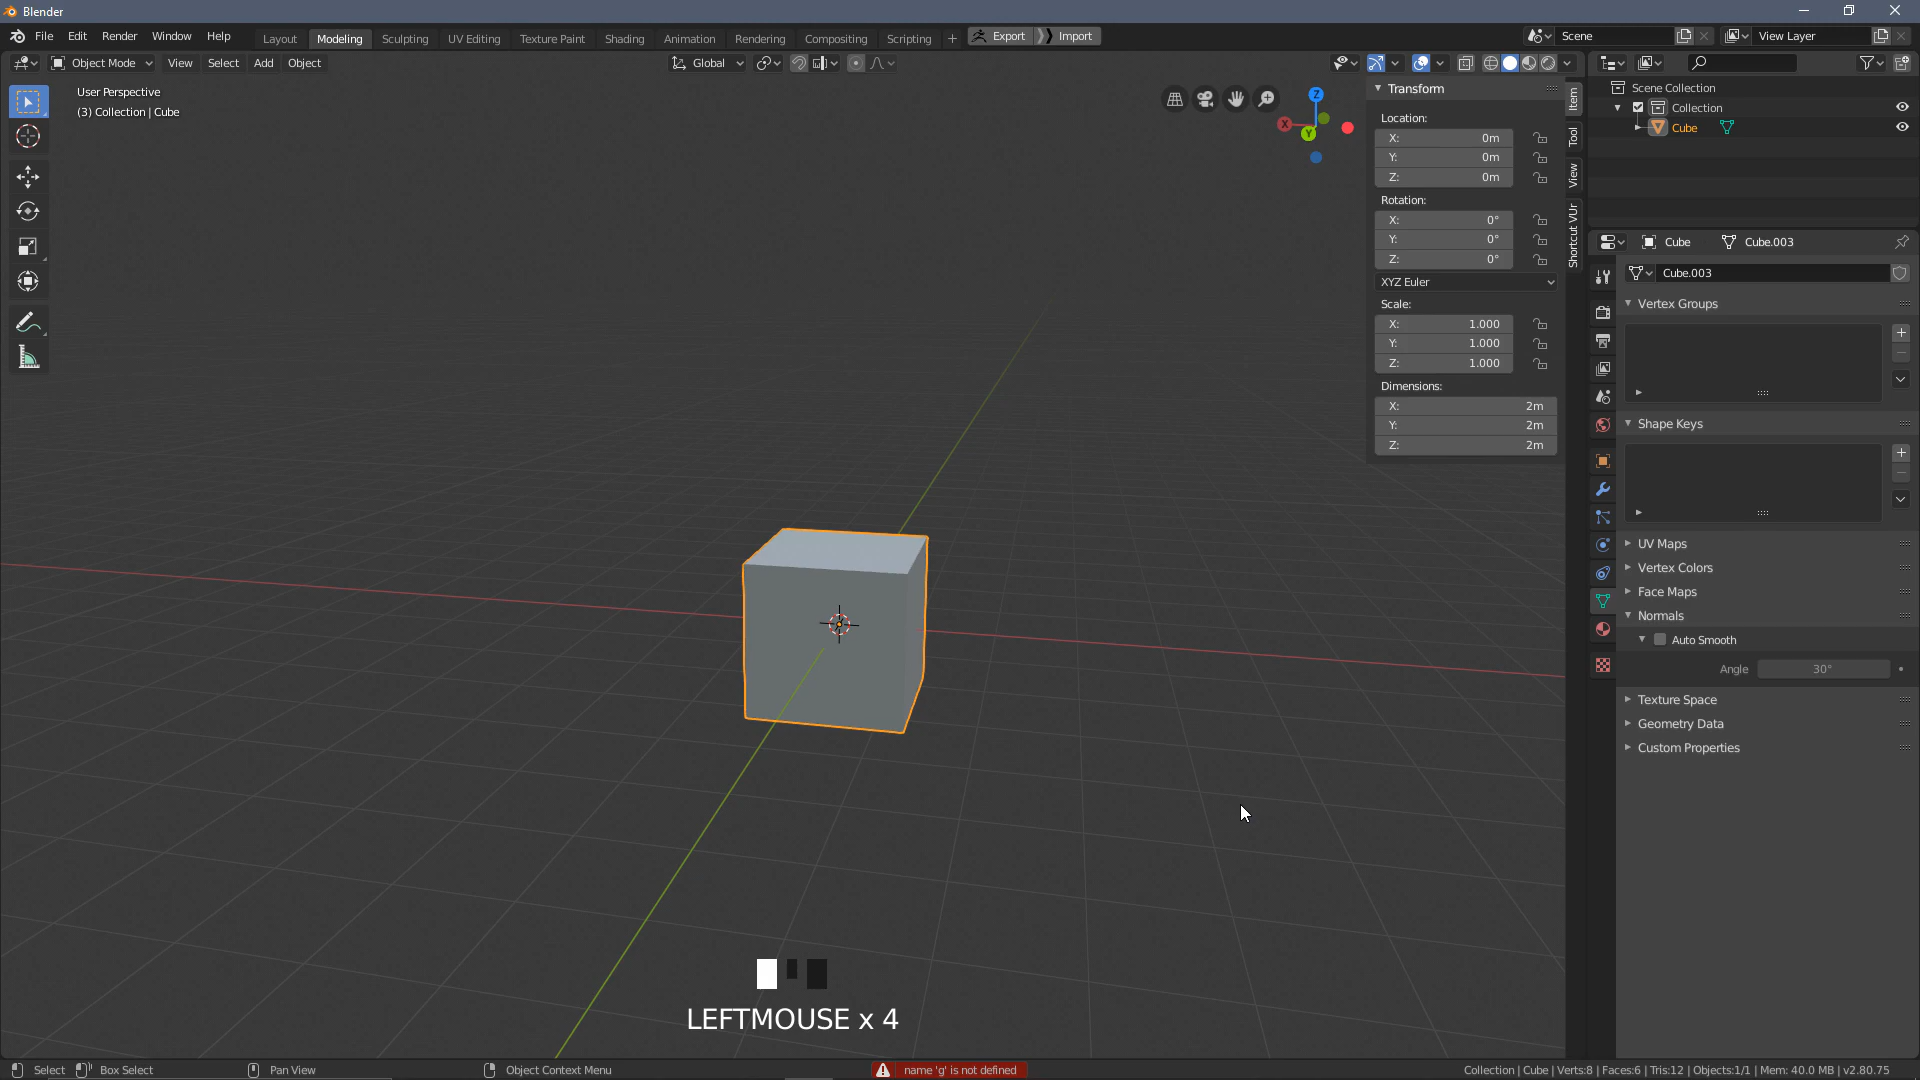 Blender
File Edit Render Window Help
Layout Modeling Sculpting UV Editing Texture Paint Shading Animation Rendering Compositing Scripting + Export Import
Scene View Layer
Object Mode View Select Add Object
Global
User Perspective
(3) Collection | Cube
X Y Z
Transform
Location:
X: 0m
Y: 0m
Z: 0m
Rotation:
X: 0°
Y: 0°
Z: 0°
XYZ Euler
Scale:
X: 1.000
Y: 1.000
Z: 1.000
Dimensions:
X: 2m
Y: 2m
Z: 2m
Item
Tool
View
Shortcut VUr
Scene Collection
Collection
Cube
Cube Cube.003
Cube.003
Vertex Groups
Shape Keys
UV Maps
Vertex Colors
Face Maps
Normals
Auto Smooth
Angle 30°
Texture Space
Geometry Data
Custom Properties
LEFTMOUSE x 4
Select Box Select Pan View Object Context Menu name 'g' is not defined Collection | Cube | Verts:8 | Faces:6 | Tris:12 | Objects:1/1 | Mem: 40.0 MB | v2.80.75